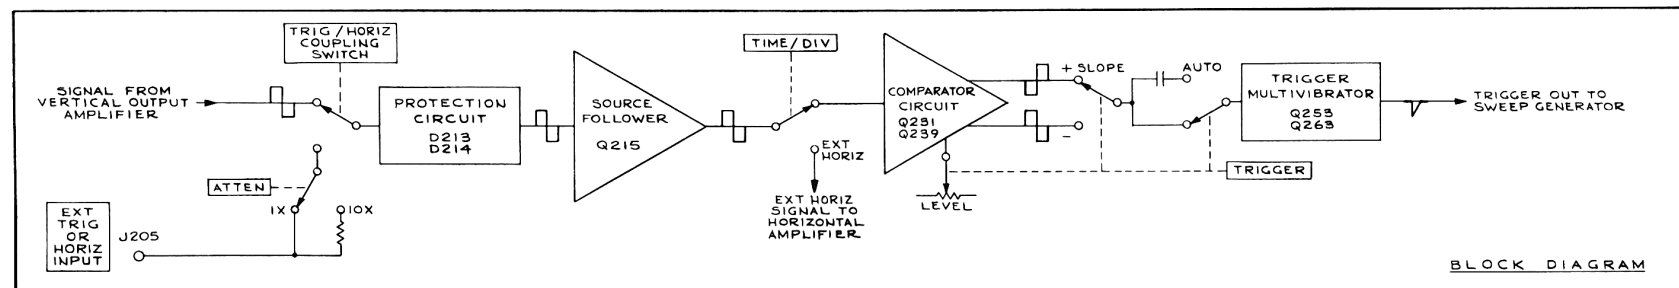 TRIG / HORIZ
COUPLING
SWITCH
SIGNAL FROM
VERTICAL OUTPUT
AMPLIFIER
PROTECTION
CIRCUIT
D213
D214
ATTEN
1X
10X
EXT
TRIG
OR
HORIZ
INPUT
J205
SOURCE
FOLLOWER
Q215
TIME / DIV
EXT
HORIZ
EXT HORIZ
SIGNAL TO
HORIZONTAL
AMPLIFIER
COMPARATOR
CIRCUIT
Q231
Q239
LEVEL
+ SLOPE
-
AUTO
TRIGGER
TRIGGER
MULTIVIBRATOR
Q253
Q263
TRIGGER OUT TO
SWEEP GENERATOR
BLOCK DIAGRAM